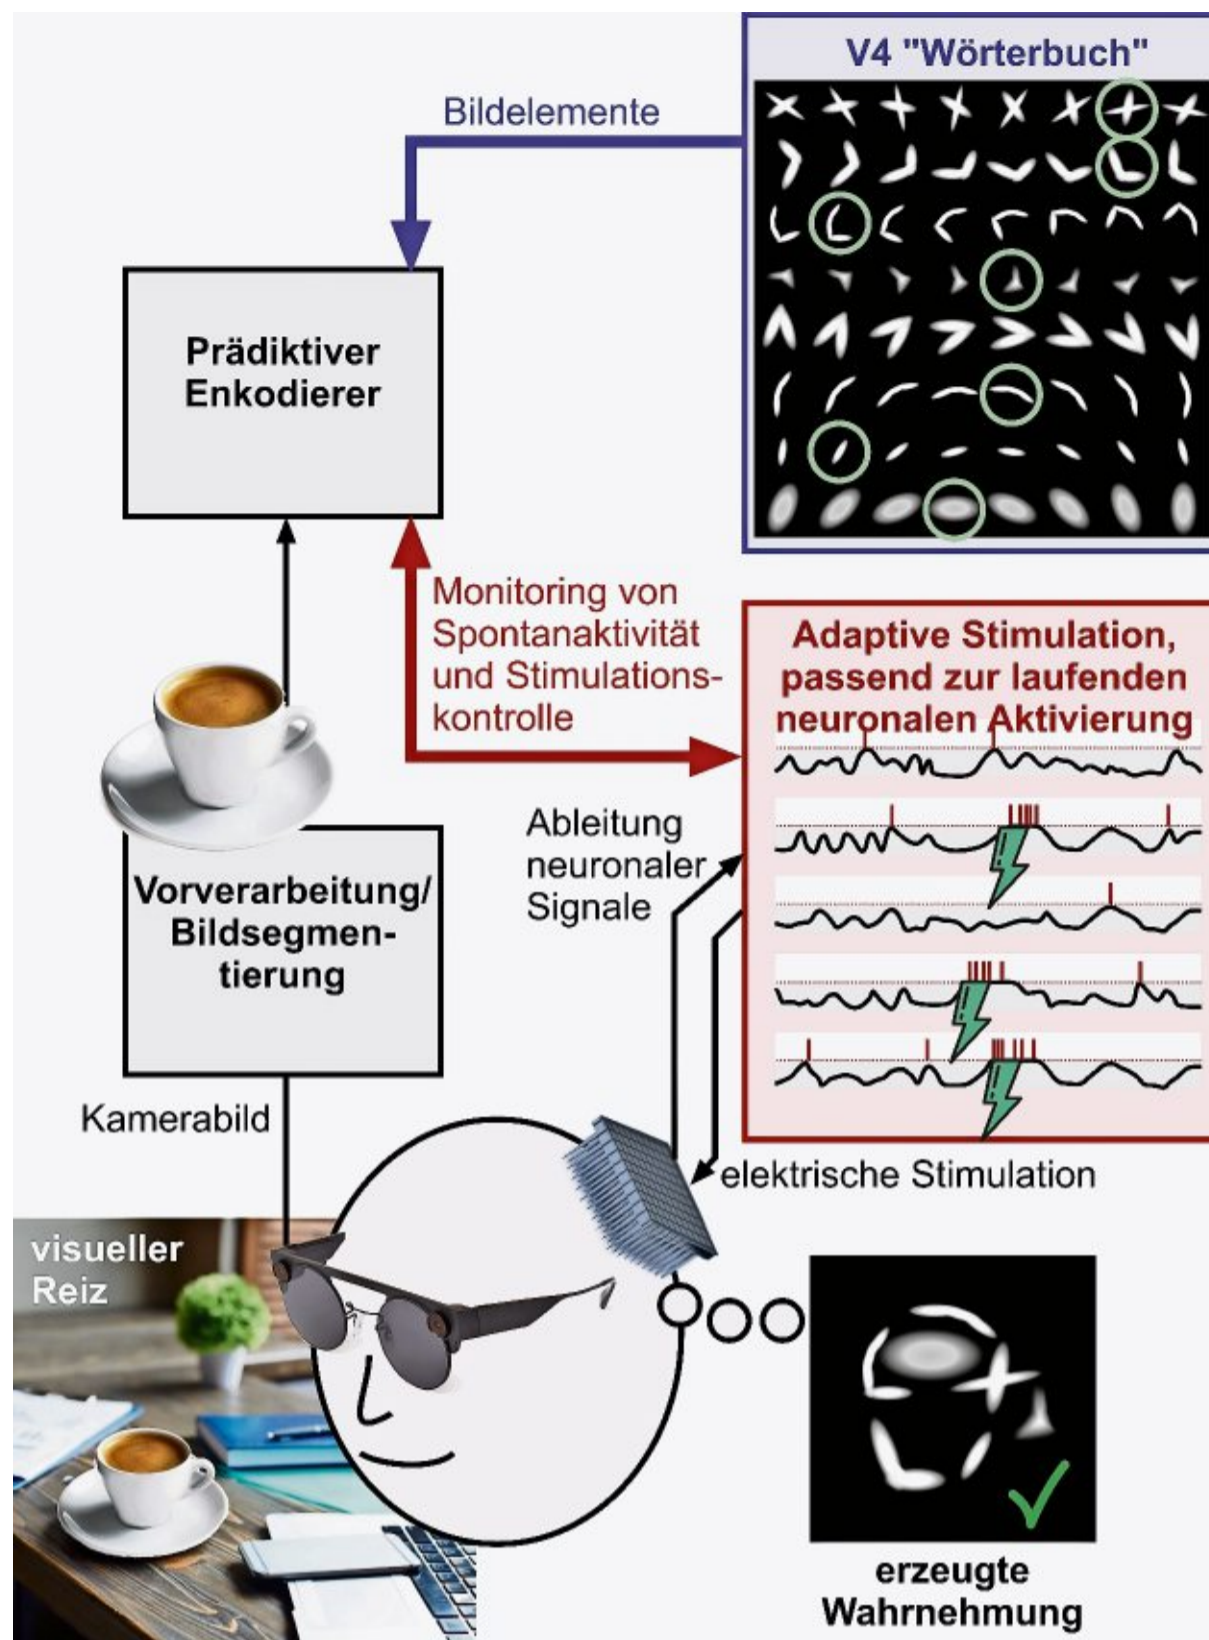 V4 "Wörterbuch"
Bildelemente
Prädiktiver
Enkodierer
Monitoring von
Spontanaktivität
und Stimulations-
kontrolle
Adaptive Stimulation,
passend zur laufenden
neuronalen Aktivierung
Ableitung
neuronaler
Signale
Vorverarbeitung/
Bildsegmen-
tierung
Kamerabild
elektrische Stimulation
visueller
Reiz
erzeugte
Wahrnehmung